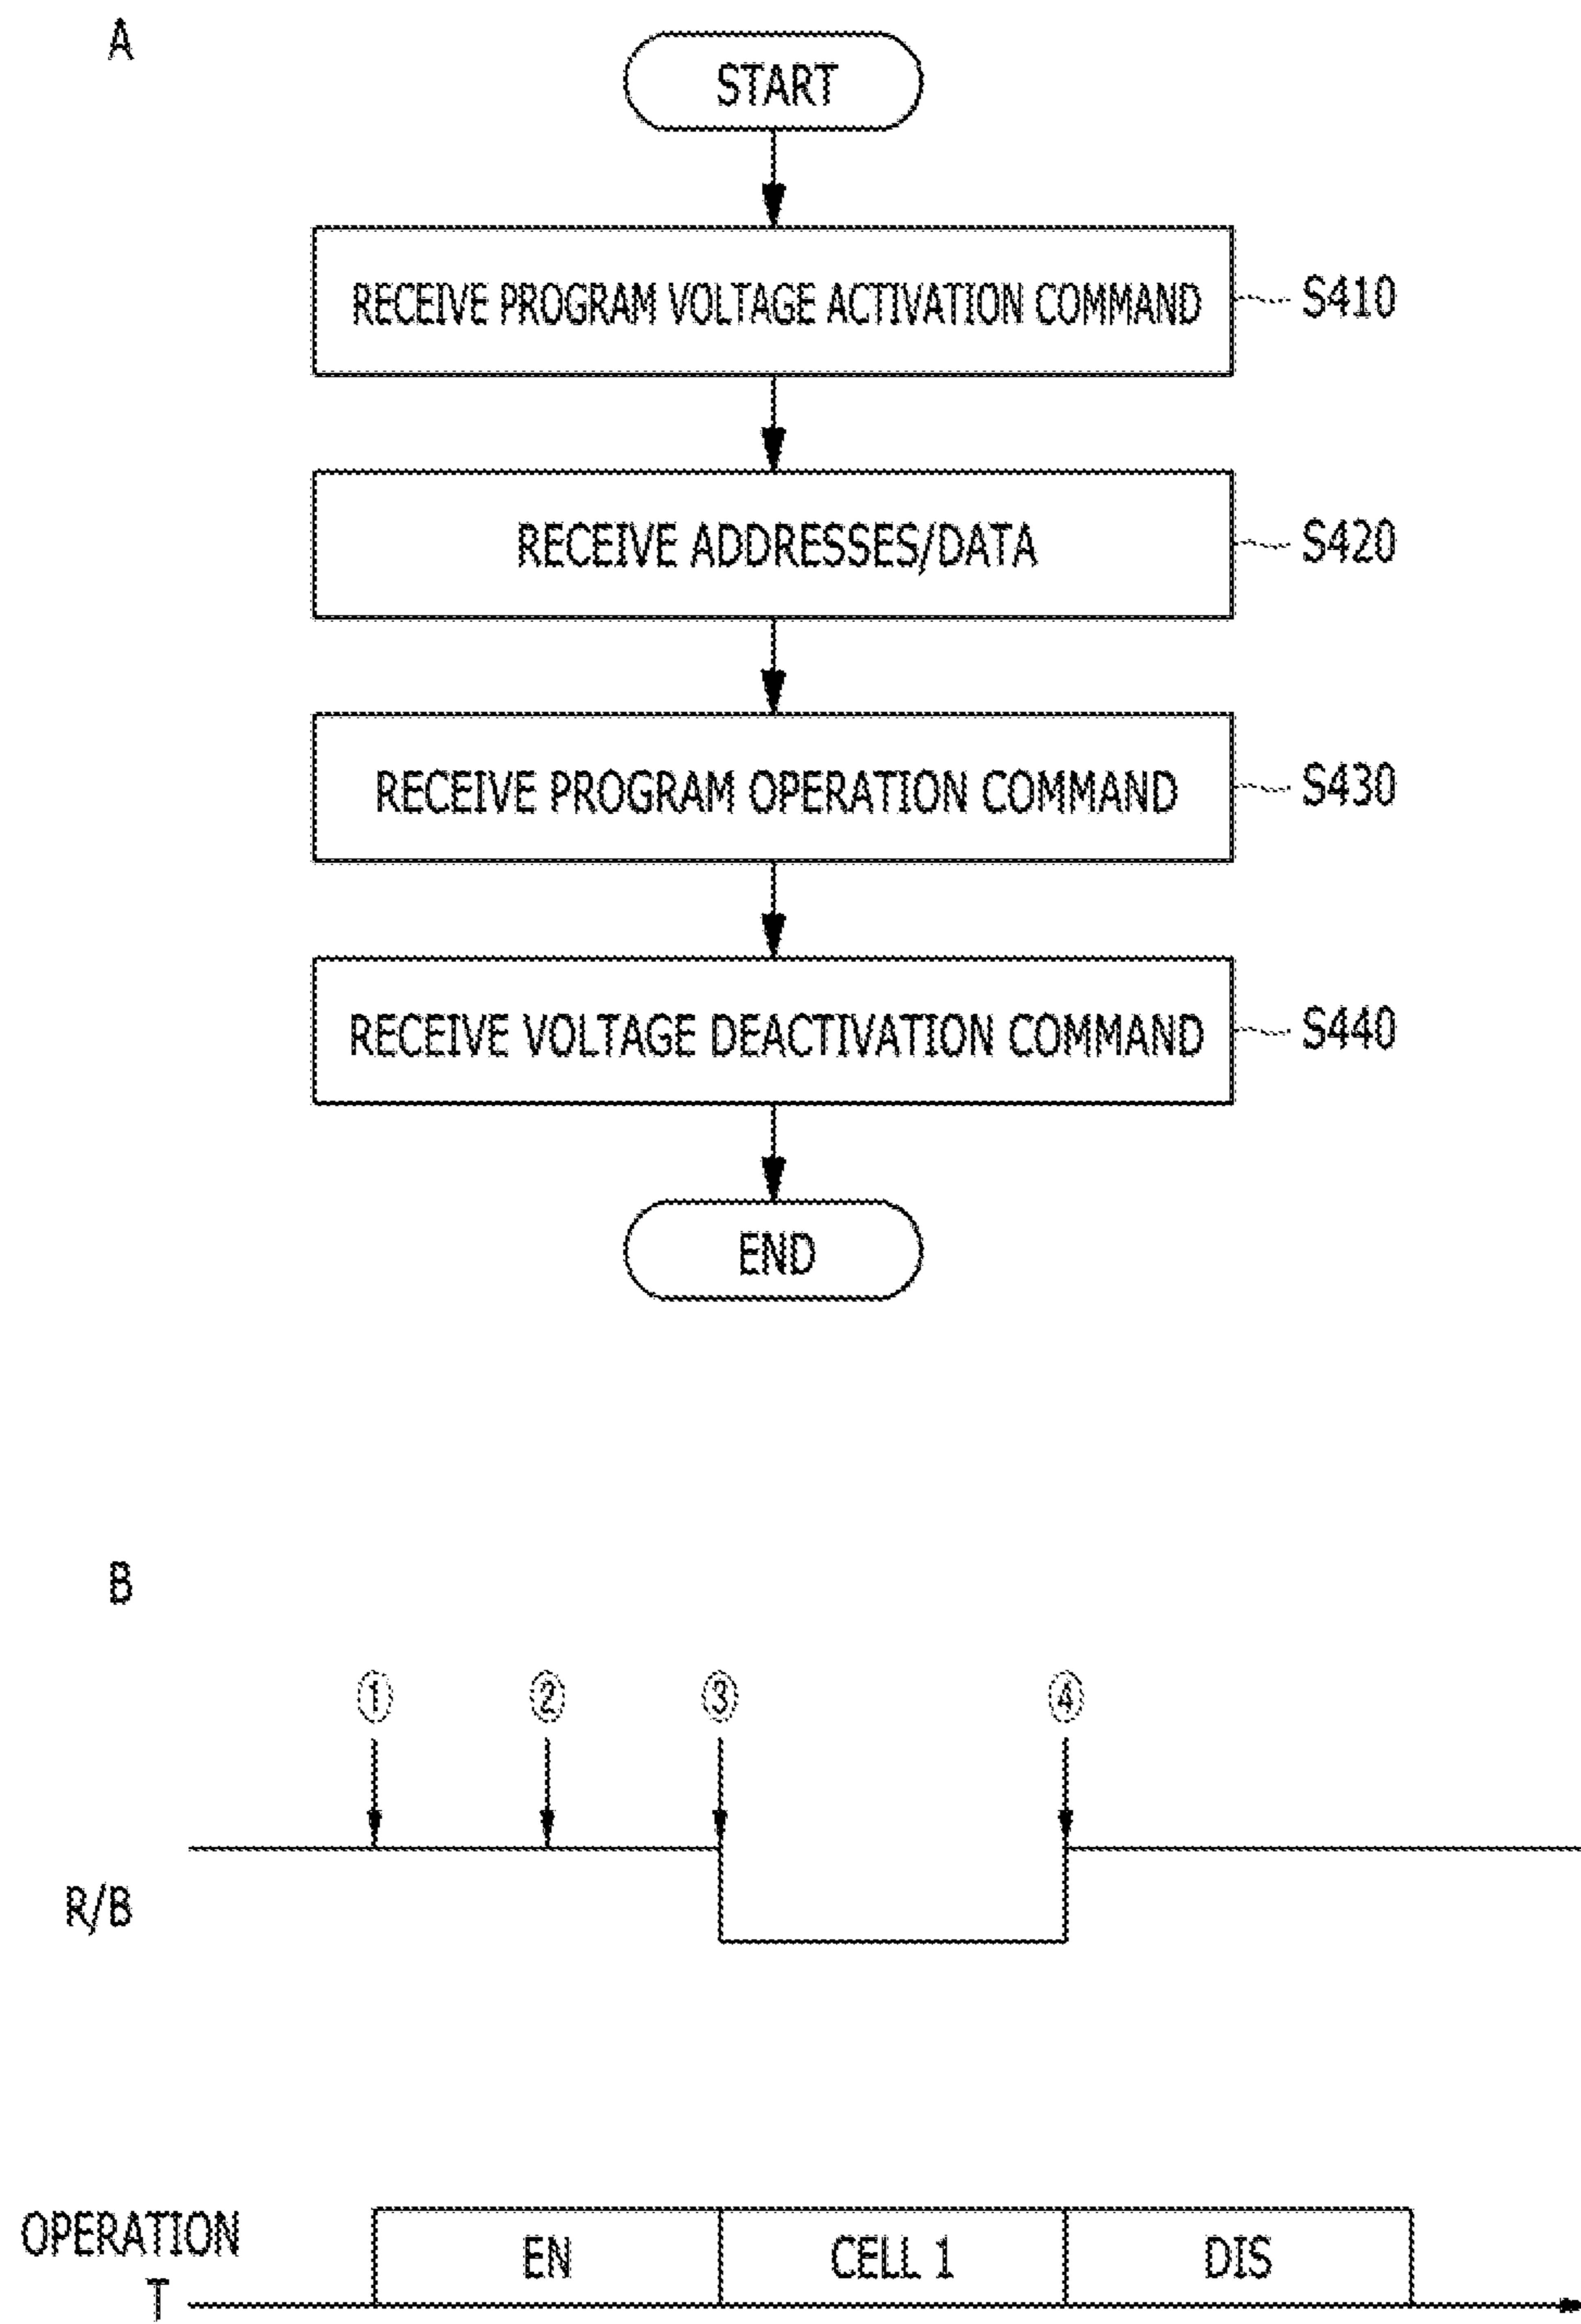 A
START
RECEIVE PROGRAM VOLTAGE ACTIVATION COMMAND S410
RECEIVE ADDRESSES/DATA S420
RECEIVE PROGRAM OPERATION COMMAND S430
RECEIVE VOLTAGE DEACTIVATION COMMAND S440
END
B
① ② ③ ④
R/B
OPERATION EN CELL 1 DIS
T